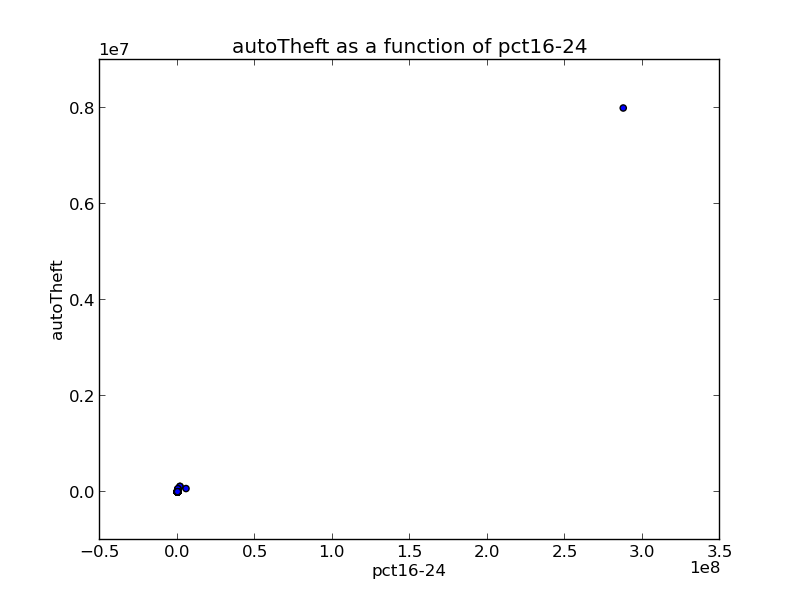 autoTheft as a function of pct16-24
1e7
0.8
0.6
0.4
0.2
0.0
autoTheft
−0.5 0.0 0.5 1.0 1.5 2.0 2.5 3.0 3.5
1e8
pct16-24